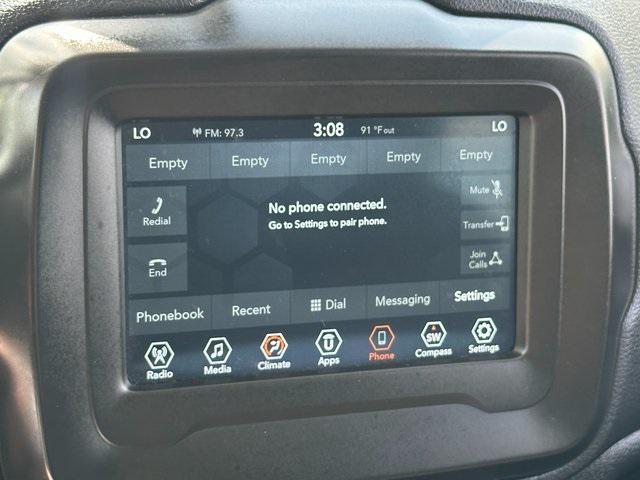 LO FM: 97.3 3:08 91 °F out LO
Empty Empty Empty Empty Empty
Redial
No phone connected.
Go to Settings to pair phone.
End
Mute
Transfer
Join
Calls
Phonebook Recent Dial Messaging Settings
SW
Radio Media Climate Apps Phone Compass Settings